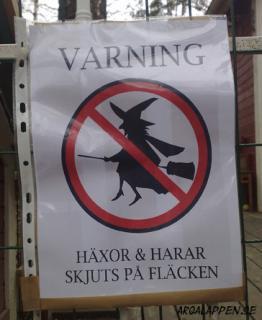 VARNING
HÄXOR & HARAR
SKJUTS PÅ FLÄCKEN
ARGALAPPEN.SE